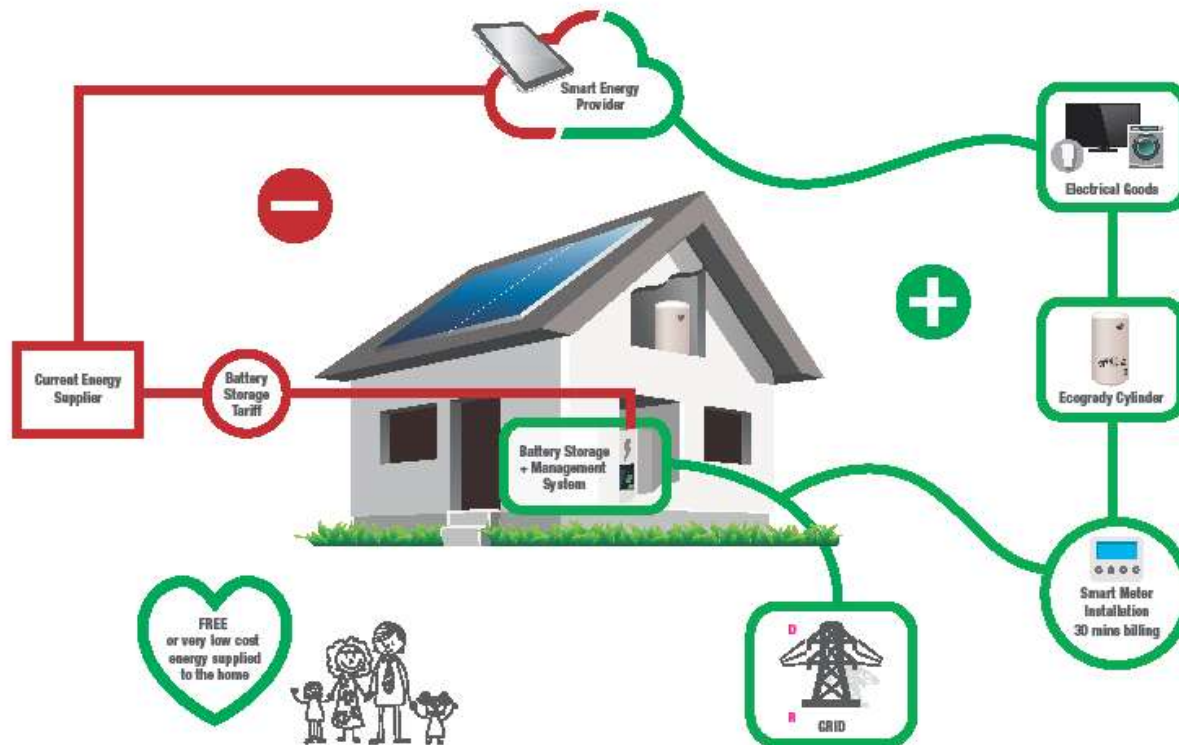 Smart Energy
Provider
Electrical Goods
Current Energy
Supplier
Battery
Storage
Tariff
Ecogrady Cylinder
Battery Storage
+ Management
System
Smart Meter
Installation
30 mins billing
FREE
or very low cost
energy supplied
to the home
D
R
GRID